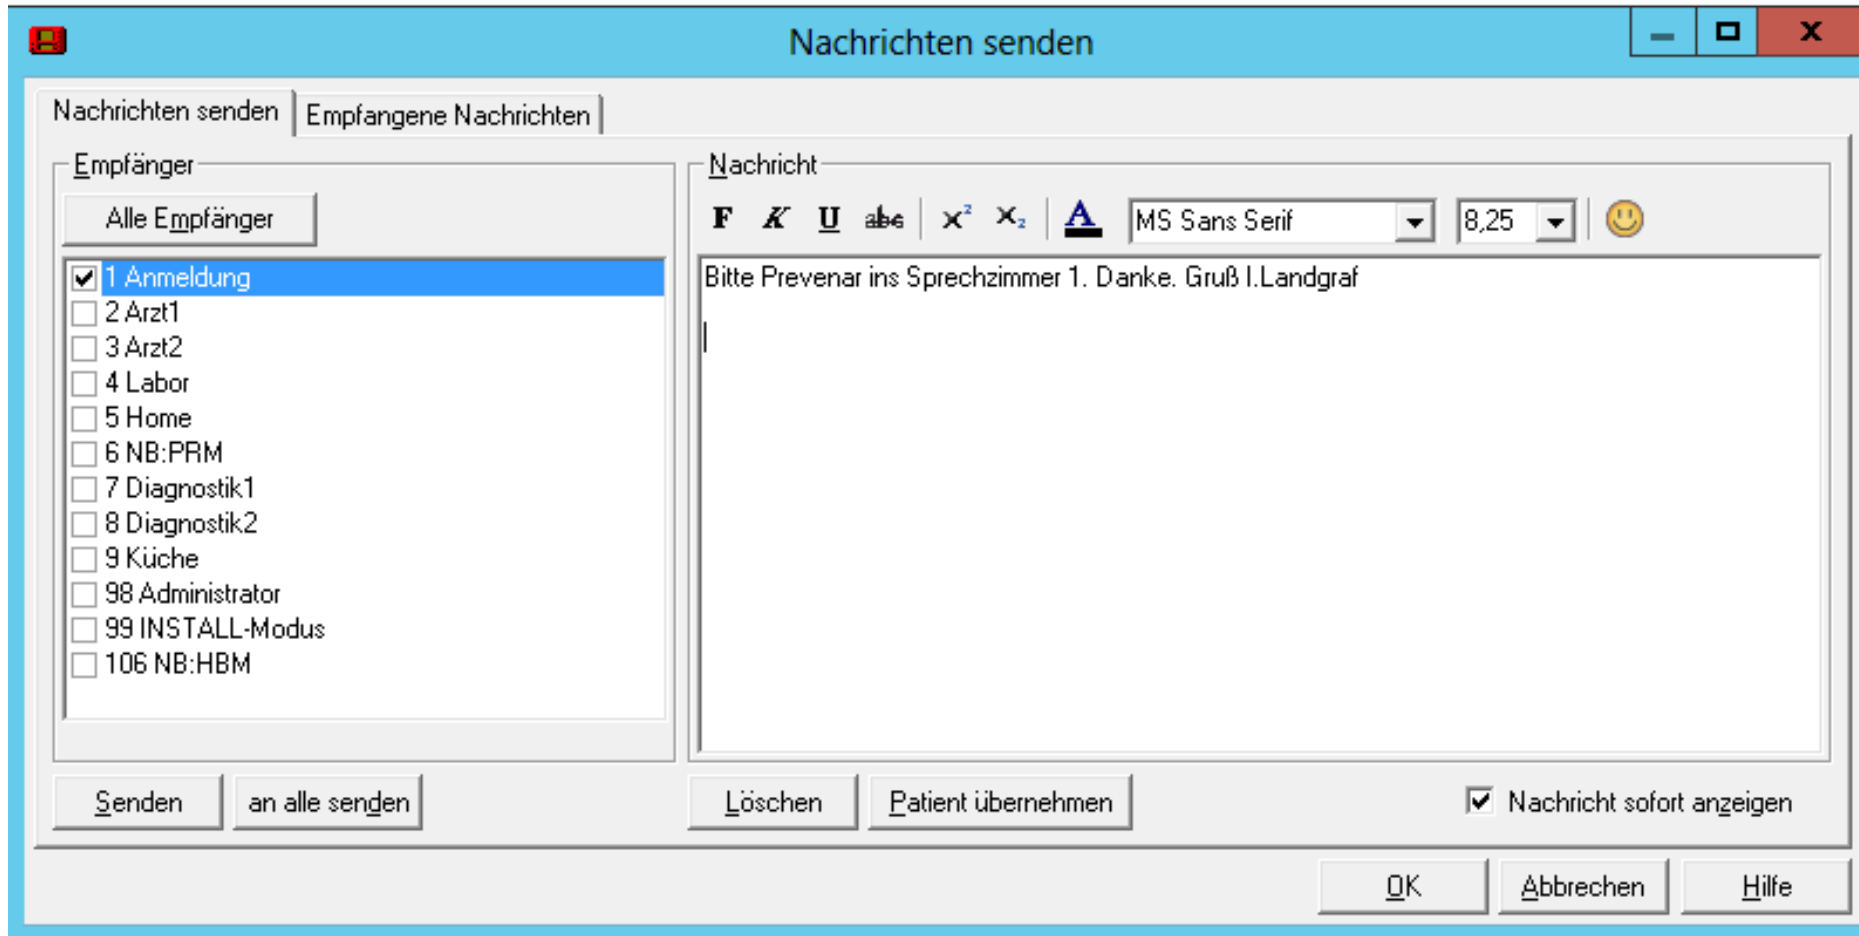 Nachrichten senden
Nachrichten senden
Empfangene Nachrichten
Empfänger
Alle Empfänger
1 Anmeldung
2 Arzt1
3 Arzt2
4 Labor
5 Home
6 NB:PRM
7 Diagnostik1
8 Diagnostik2
9 Küche
98 Administrator
99 INSTALL-Modus
106 NB:HBM
Senden
an alle senden
Nachricht
F K U abc x² x₂ A MS Sans Serif 8,25
Bitte Prevenar ins Sprechzimmer 1. Danke. Gruß I.Landgraf
Löschen
Patient übernehmen
Nachricht sofort anzeigen
OK
Abbrechen
Hilfe